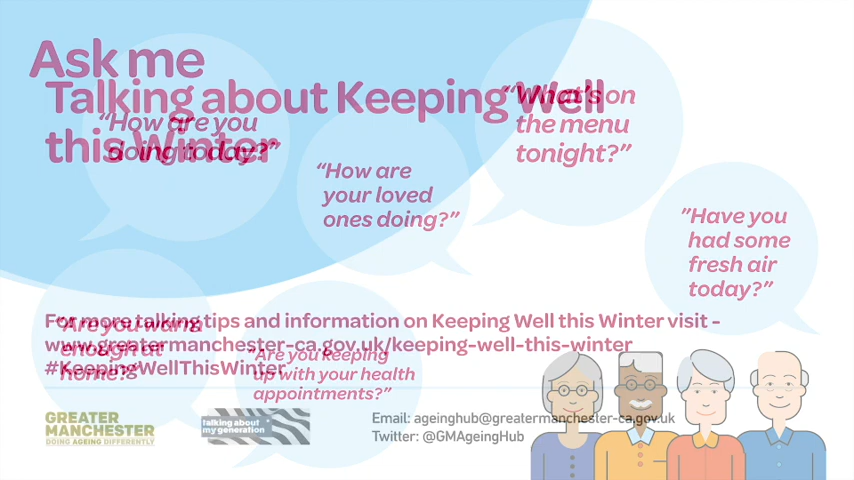 Ask me
Talking about Keeping Well
this Winter
“How are you
doing today?”
“What's on
the menu
tonight?”
“How are
your loved
ones doing?”
”Have you
had some
fresh air
today?”
For more talking tips and information on Keeping Well this Winter visit -
www.greatermanchester-ca.gov.uk/keeping-well-this-winter
#KeepingWellThisWinter
“Are you warm
enough at
home?”
“Are you keeping
up with your health
appointments?”
GREATER
MANCHESTER
DOING AGEING DIFFERENTLY
talking about
my generation
Email: ageinghub@greatermanchester-ca.gov.uk
Twitter: @GMAgeingHub